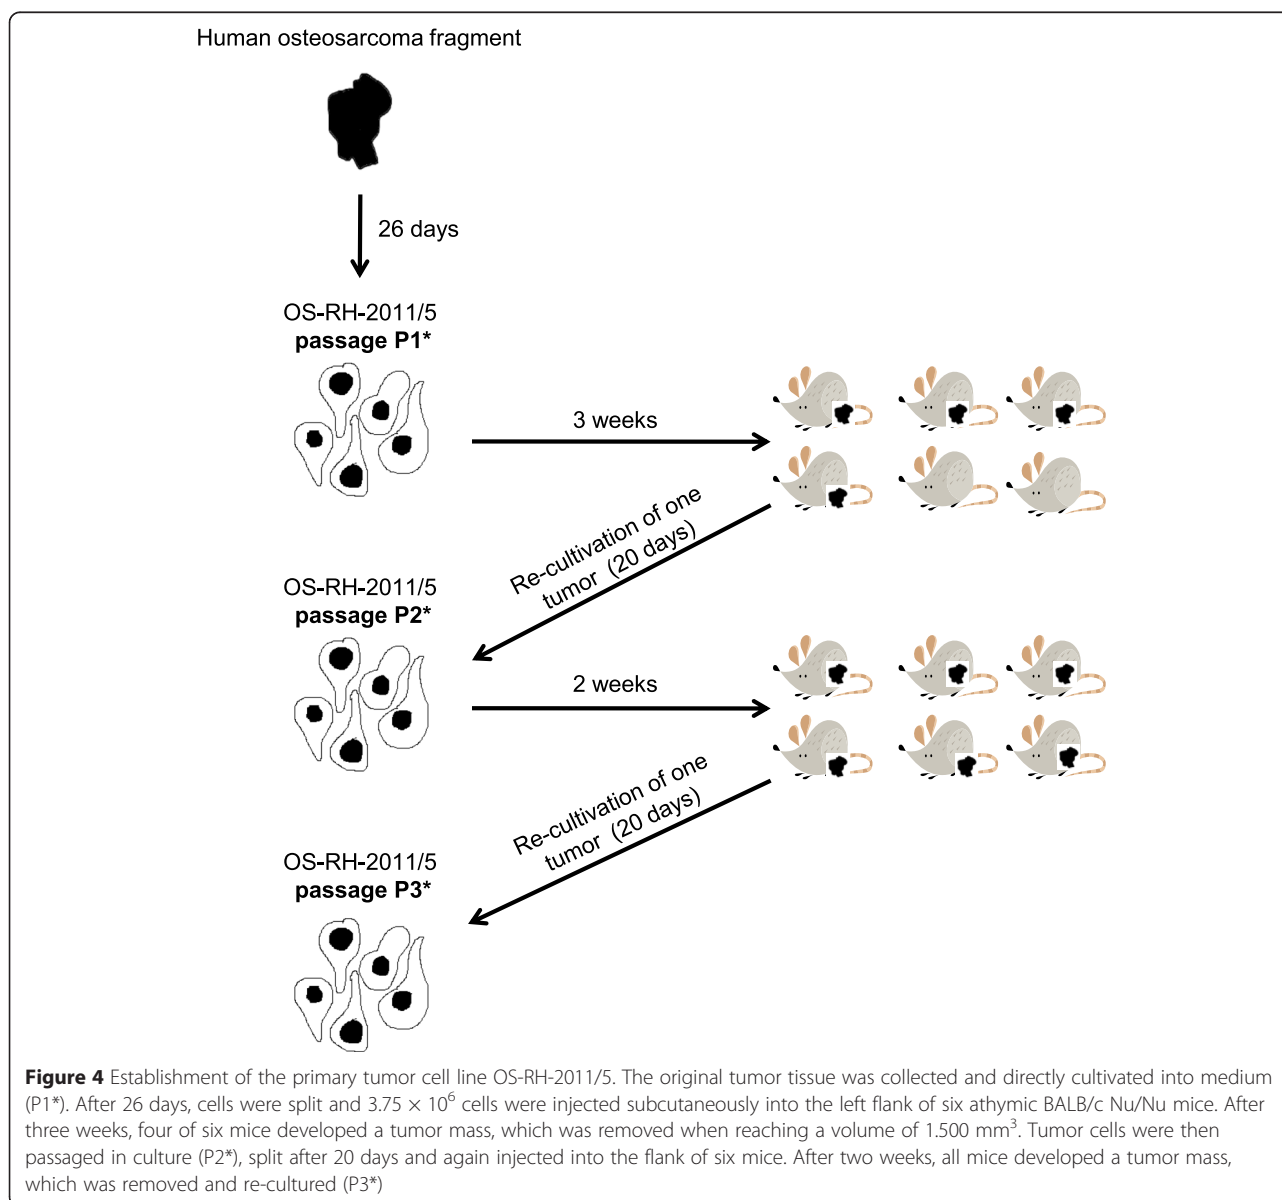 Human osteosarcoma fragment
26 days
OS-RH-2011/5
passage P1*
3 weeks
Re-cultivation of one
tumor (20 days)
OS-RH-2011/5
passage P2*
2 weeks
Re-cultivation of one
tumor (20 days)
OS-RH-2011/5
passage P3*
Figure 4 Establishment of the primary tumor cell line OS-RH-2011/5. The original tumor tissue was collected and directly cultivated into medium
(P1*). After 26 days, cells were split and 3.75 × 10⁶ cells were injected subcutaneously into the left flank of six athymic BALB/c Nu/Nu mice. After
three weeks, four of six mice developed a tumor mass, which was removed when reaching a volume of 1.500 mm³. Tumor cells were then
passaged in culture (P2*), split after 20 days and again injected into the flank of six mice. After two weeks, all mice developed a tumor mass,
which was removed and re-cultured (P3*)